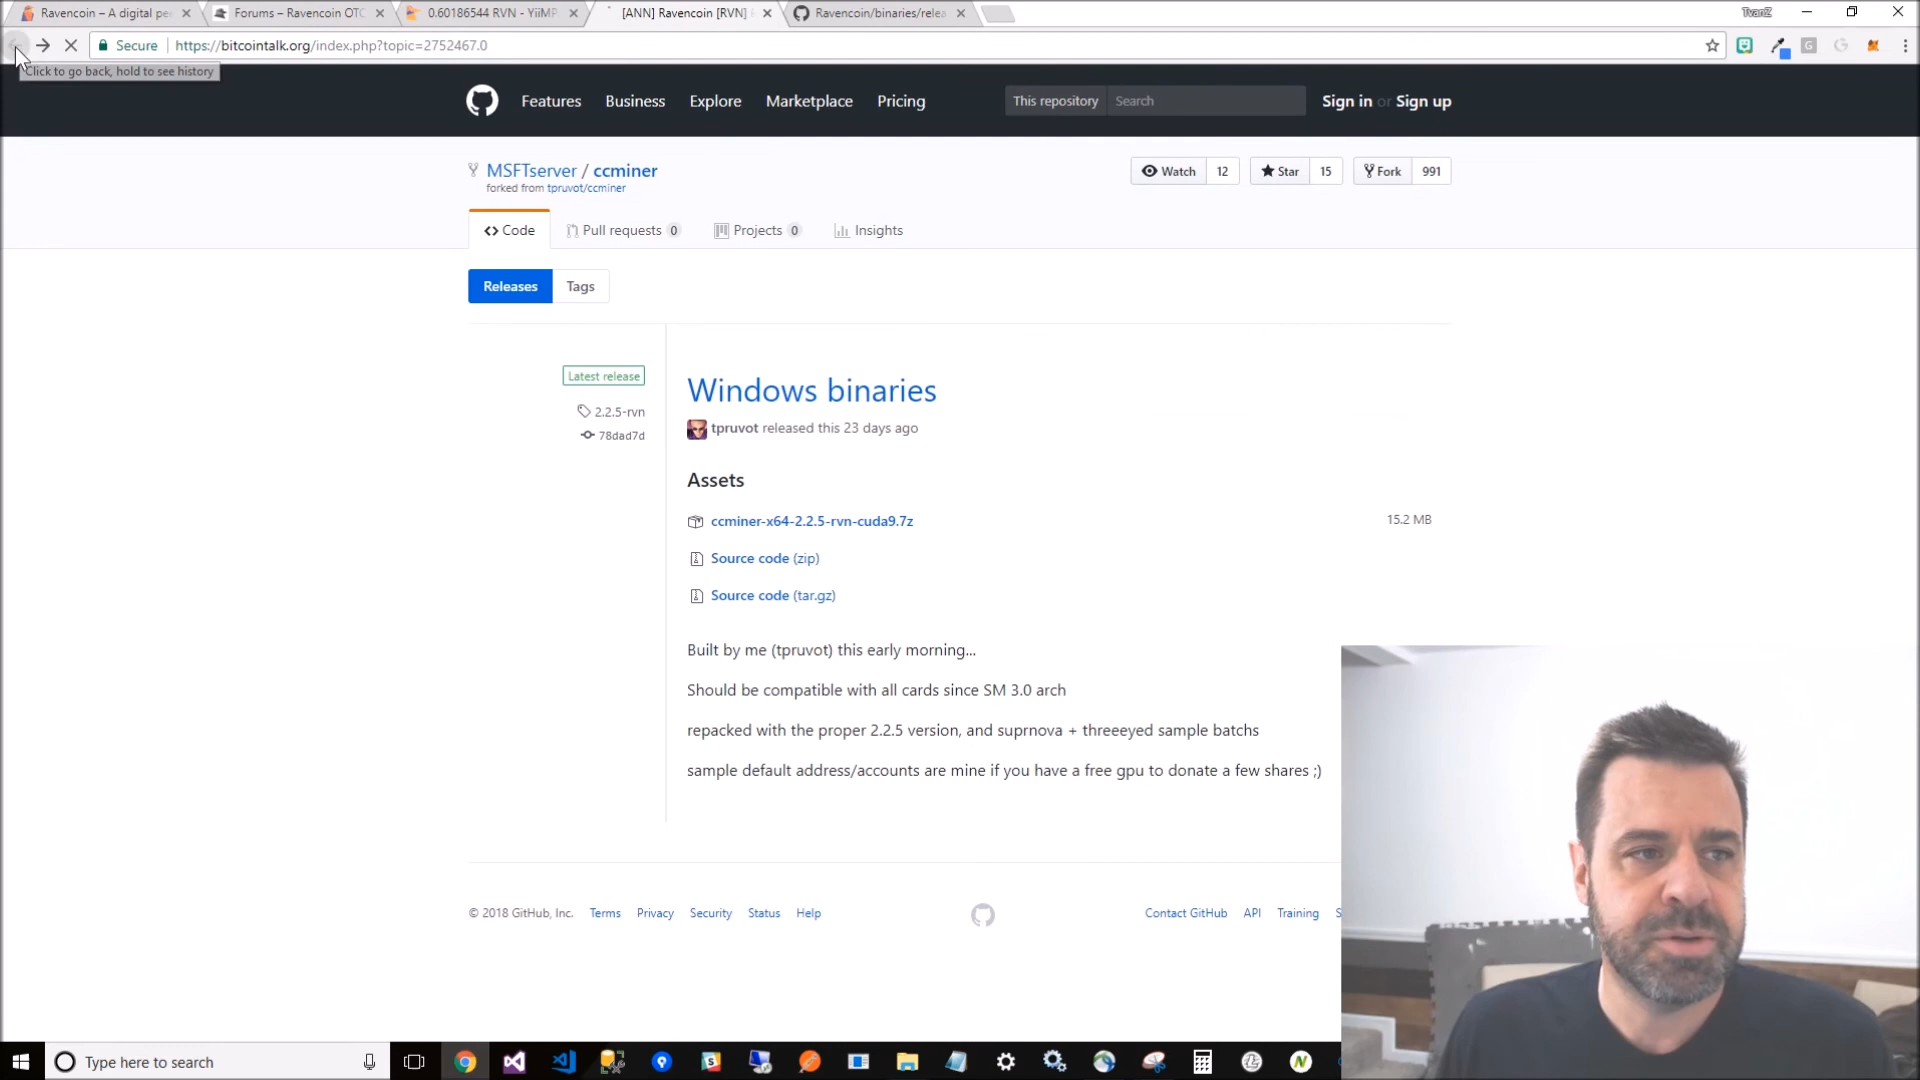 Ravencoin – A digital pe
Forums – Ravencoin OTC
0.60186544 RVN - YiiMP
[ANN] Ravencoin [RVN]
Ravencoin/binaries/relea
TvanZ
Secure
https://bitcointalk.org/index.php?topic=2752467.0
Click to go back, hold to see history
Features
Business
Explore
Marketplace
Pricing
This repository
Search
Sign in or Sign up
MSFTserver / ccminer
forked from tpruvot/ccminer
Watch 12
Star 15
Fork 991
Code
Pull requests 0
Projects 0
Insights
Releases
Tags
Latest release
2.2.5-rvn
78dad7d
Windows binaries
tpruvot released this 23 days ago
Assets
ccminer-x64-2.2.5-rvn-cuda9.7z
15.2 MB
Source code (zip)
Source code (tar.gz)
Built by me (tpruvot) this early morning...
Should be compatible with all cards since SM 3.0 arch
repacked with the proper 2.2.5 version, and suprnova + threeeyed sample batchs
sample default address/accounts are mine if you have a free gpu to donate a few shares ;)
© 2018 GitHub, Inc.
Terms
Privacy
Security
Status
Help
Contact GitHub
API
Training
S
Type here to search